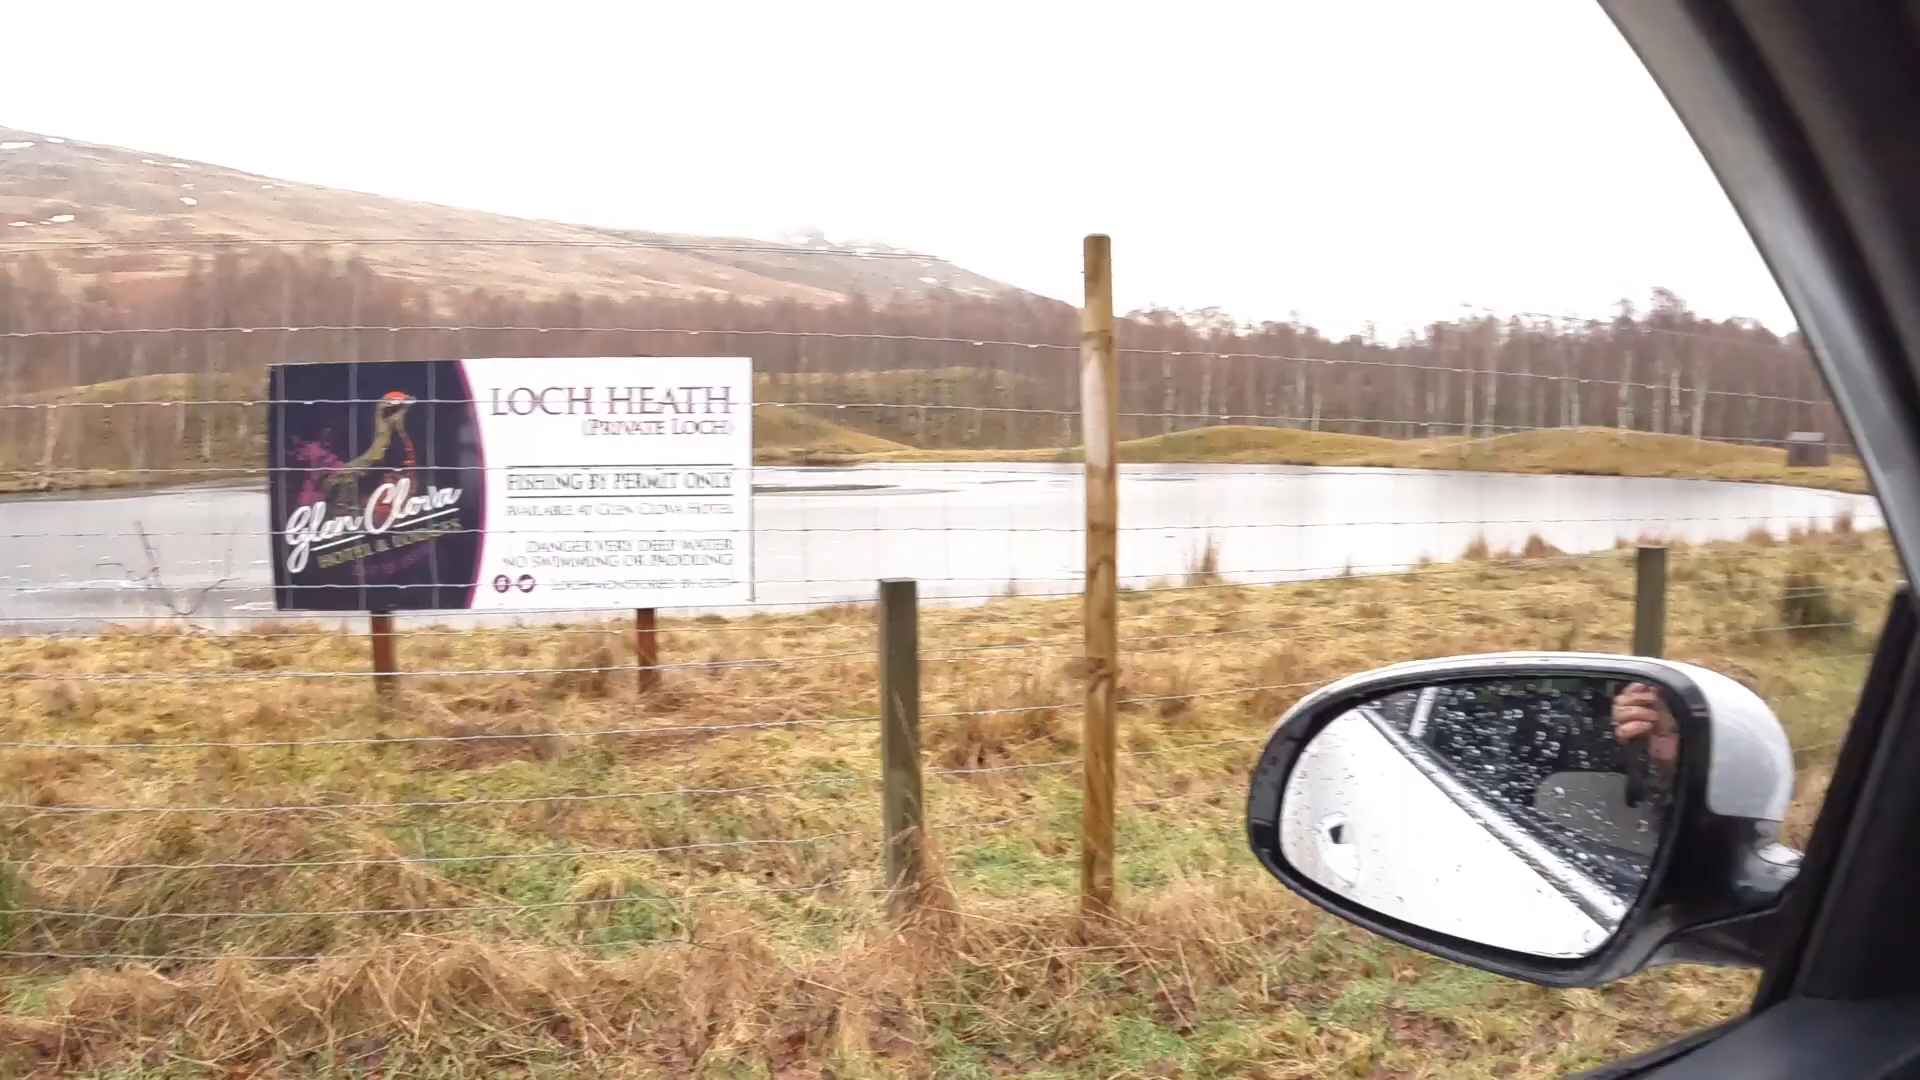 Glen Clova
HOTEL & LODGES
LOCH HEATH
(PRIVATE LOCH)
FISHING BY PERMIT ONLY
AVAILABLE AT GLEN CLOVA HOTEL
DANGER VERY DEEP WATER
NO SWIMMING OR PADDLING